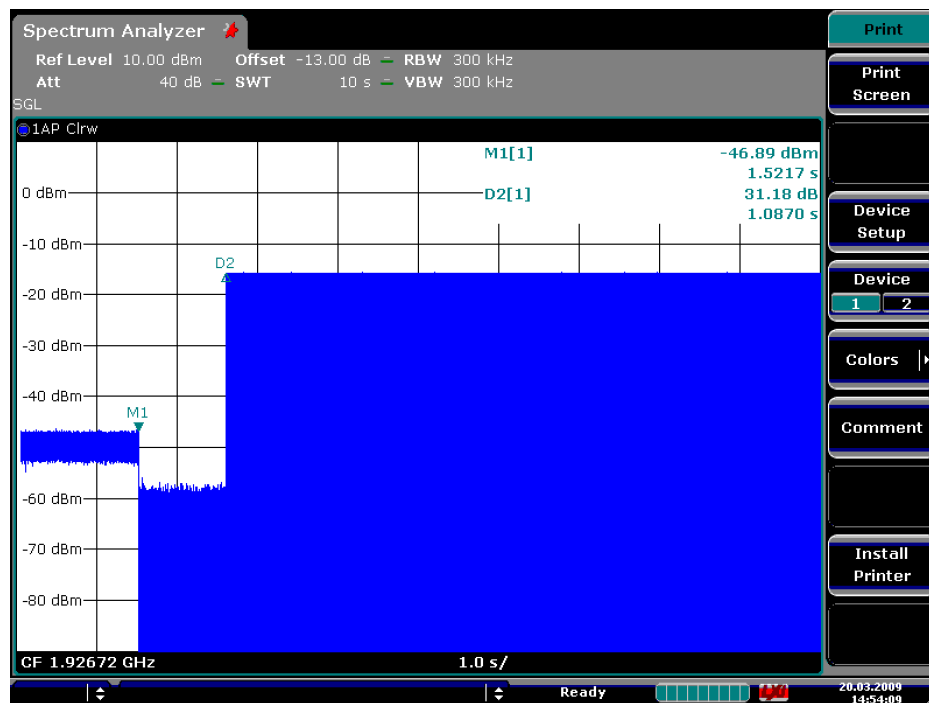 Spectrum Analyzer
Ref Level 10.00 dBm Offset -13.00 dB RBW 300 kHz
Att 40 dB SWT 10 s VBW 300 kHz
SGL
1AP Clrw
M1[1] -46.89 dBm
1.5217 s
D2[1] 31.18 dB
1.0870 s
0 dBm
-10 dBm
D2
-20 dBm
-30 dBm
-40 dBm
M1
-60 dBm
-70 dBm
-80 dBm
CF 1.92672 GHz 1.0 s/
Ready
LXI
20.03.2009
14:54:09
Print
Print
Screen
Device
Setup
Device
1 2
Colors
Comment
Install
Printer